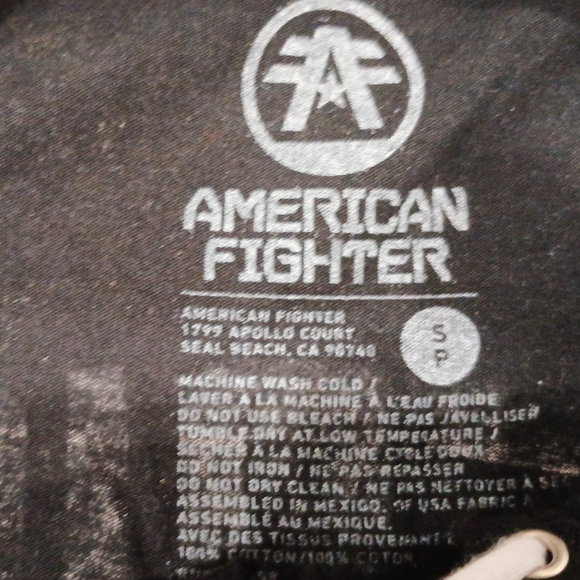 AMERICAN
FIGHTER
AMERICAN FIGHTER
1799 APOLLO COURT
SEAL BEACH, CA 90740
S
P
MACHINE WASH COLD /
LAVER A LA MACHINE À L'EAU FROIDE
DO NOT USE BLEACH / NE PAS JAVELLISER
TUMBLE DRY AT LOW TEMPERATURE /
SÉCHER A LA MACHINE CYCLE DOUX
DO NOT IRON / NE PAS REPASSER
DO NOT DRY CLEAN / NE PAS NETTOYER À SEC
ASSEMBLED IN MEXICO, OF USA FABRIC /
ASSEMBLÉ AU MEXIQUE,
AVEC DES TISSUS PROVENANT
100% COTTON/100% COTON